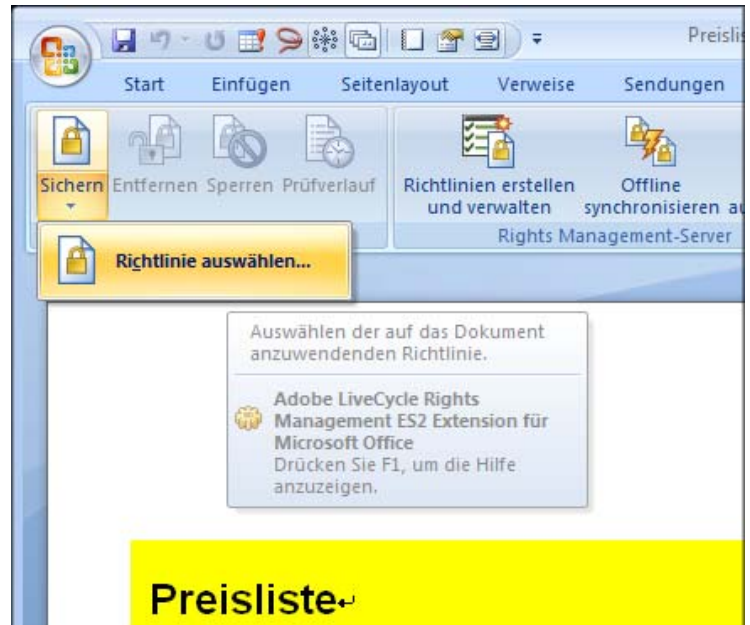 Preislis
Start Einfügen Seitenlayout Verweise Sendungen
Sichern Entfernen Sperren Prüfverlauf Richtlinien erstellen und verwalten Offline synchronisieren au
Rights Management-Server
Richtlinie auswählen...
Auswählen der auf das Dokument
anzuwendenden Richtlinie.
Adobe LiveCycle Rights
Management ES2 Extension für
Microsoft Office
Drücken Sie F1, um die Hilfe
anzuzeigen.
Preisliste